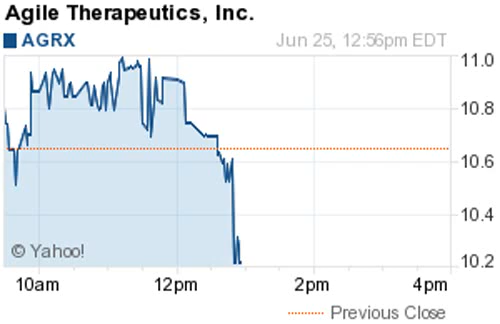 Agile Therapeutics, Inc.
AGRX Jun 25, 12:56pm EDT
11.0
10.8
10.6
10.4
10.2
© Yahoo!
10am 12pm 2pm 4pm
Previous Close